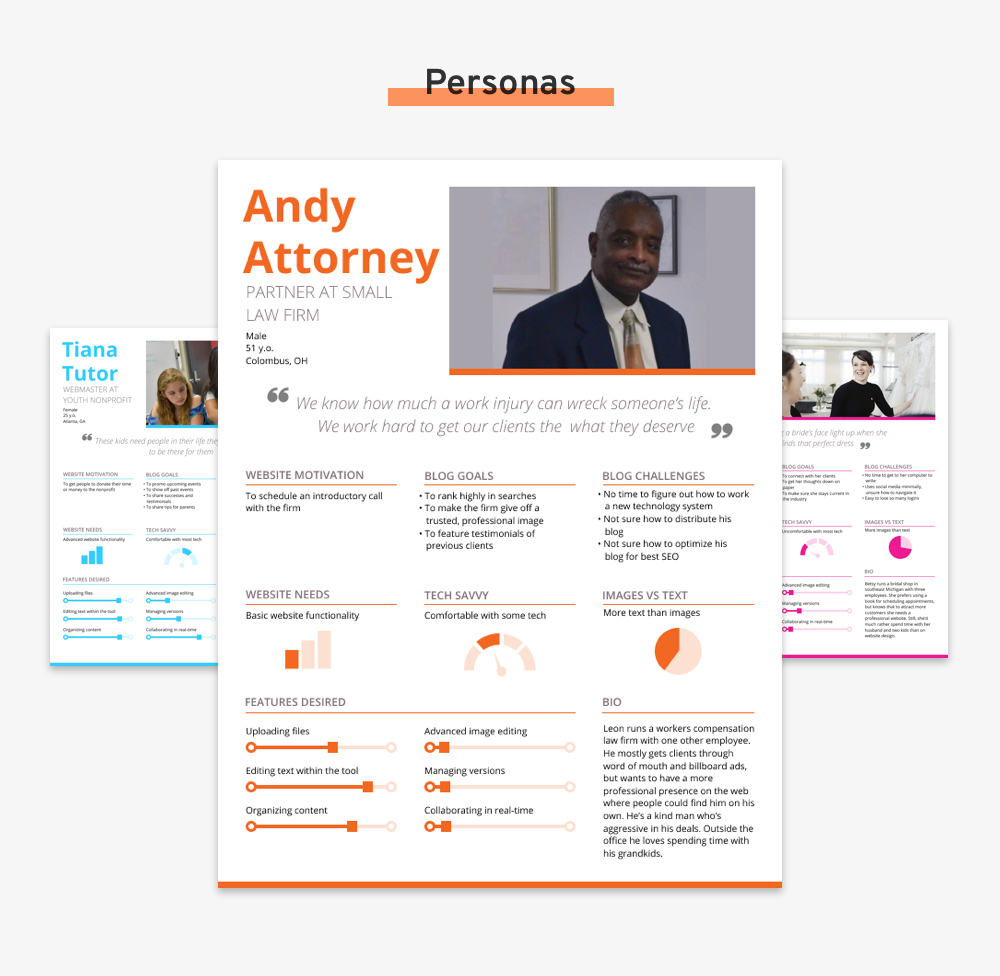 Personas
Andy
Attorney
PARTNER AT SMALL
LAW FIRM
Male
51 y.o.
Colombus, OH
“ We know how much a work injury can wreck someone’s life.
We work hard to get our clients the what they deserve ”
WEBSITE MOTIVATION
To schedule an introductory call
with the firm
BLOG GOALS
• To rank highly in searches
• To make the firm give off a
trusted, professional image
• To feature testimonials of
previous clients
BLOG CHALLENGES
• No time to figure out how to work
a new technology system
• Not sure how to distribute his
blog
• Not sure how to optimize his
blog for best SEO
WEBSITE NEEDS
Basic website functionality
TECH SAVVY
Comfortable with some tech
IMAGES VS TEXT
More text than images
FEATURES DESIRED
Uploading files
Editing text within the tool
Organizing content
Advanced image editing
Managing versions
Collaborating in real-time
BIO
Leon runs a workers compensation
law firm with one other employee.
He mostly gets clients through
word of mouth and billboard ads,
but wants to have a more
professional presence on the web
where people could find him on his
own. He’s a kind man who’s
aggressive in his deals. Outside the
office he loves spending time with
his grandkids.
Tiana
Tutor
WEBMASTER AT
YOUTH NONPROFIT
Female
25 y.o.
Atlanta, GA
“ These kids need people in their life they
to be there for them
WEBSITE MOTIVATION
To get people to donate their time
or money to the nonprofit
BLOG GOALS
• To promo upcoming events
• To show off past events
• To share successes and
testimonials
• To share tips for parents
WEBSITE NEEDS
Advanced website functionality
TECH SAVVY
Comfortable with most tech
FEATURES DESIRED
Uploading files
Editing text within the tool
Organizing content
Advanced image editing
Managing versions
Collaborating in real-time
a bride’s face light up when she
finds that perfect dress ”
BLOG GOALS
To connect with her clients
To get her thoughts down on
paper
To make sure she stays current in
the industry
BLOG CHALLENGES
• No time to get to her computer to
write
• Uses social media minimally,
unsure how to navigate it
• Easy to lose so many logins
TECH SAVVY
Uncomfortable with most tech
IMAGES VS TEXT
More images than text
Advanced image editing
Managing versions
Collaborating in real-time
BIO
Betsy runs a bridal shop in
southeast Michigan with three
employees. She prefers using a
book for scheduling appointments,
but knows that to attract more
customers she needs a
professional website. Still, she’d
much rather spend time with her
husband and two kids than on
website design.